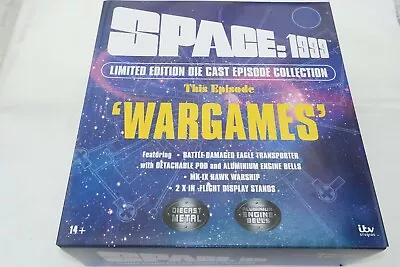 SPACE: 1999
LIMITED EDITION DIE CAST EPISODE COLLECTION
This Episode
'WARGAMES'
Featuring - BATTLE-DAMAGED EAGLE TRANSPORTER
with DETACHABLE POD and ALUMINIUM ENGINE BELLS
- MK-IX HAWK WARSHIP
- 2 X IN-FLIGHT DISPLAY STANDS
DIECAST
METAL
ALUMINIUM
ENGINE
BELLS
14+
itv
STUDIOS